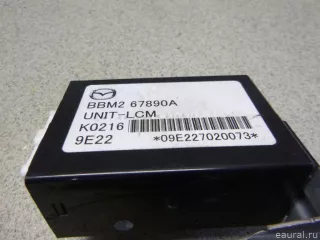 BBM2 67890A
UNIT-LCM
K0216
9E22 *09E227020073*
© eaural.ru